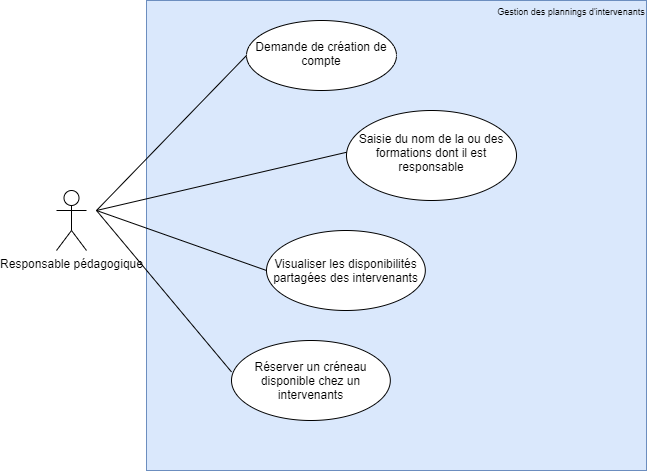 Gestion des plannings d'intervenants
Demande de création de
compte
Saisie du nom de la ou des
formations dont il est
responsable
Responsable pédagogique
Visualiser les disponibilités
partagées des intervenants
Réserver un créneau
disponible chez un
intervenants